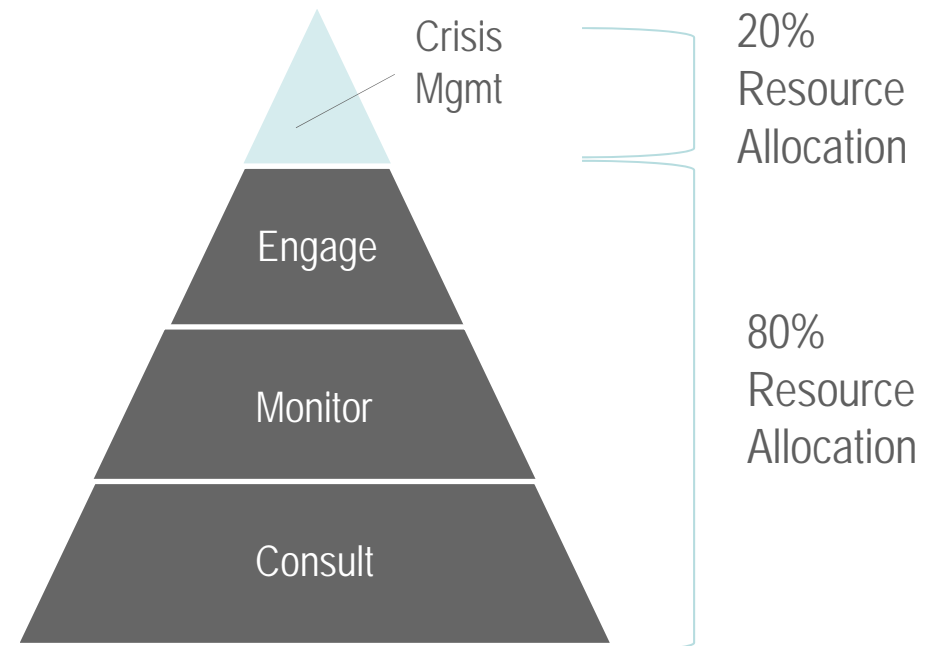 Crisis
Mgmt
20%
Resource
Allocation
Engage
Monitor
Consult
80%
Resource
Allocation